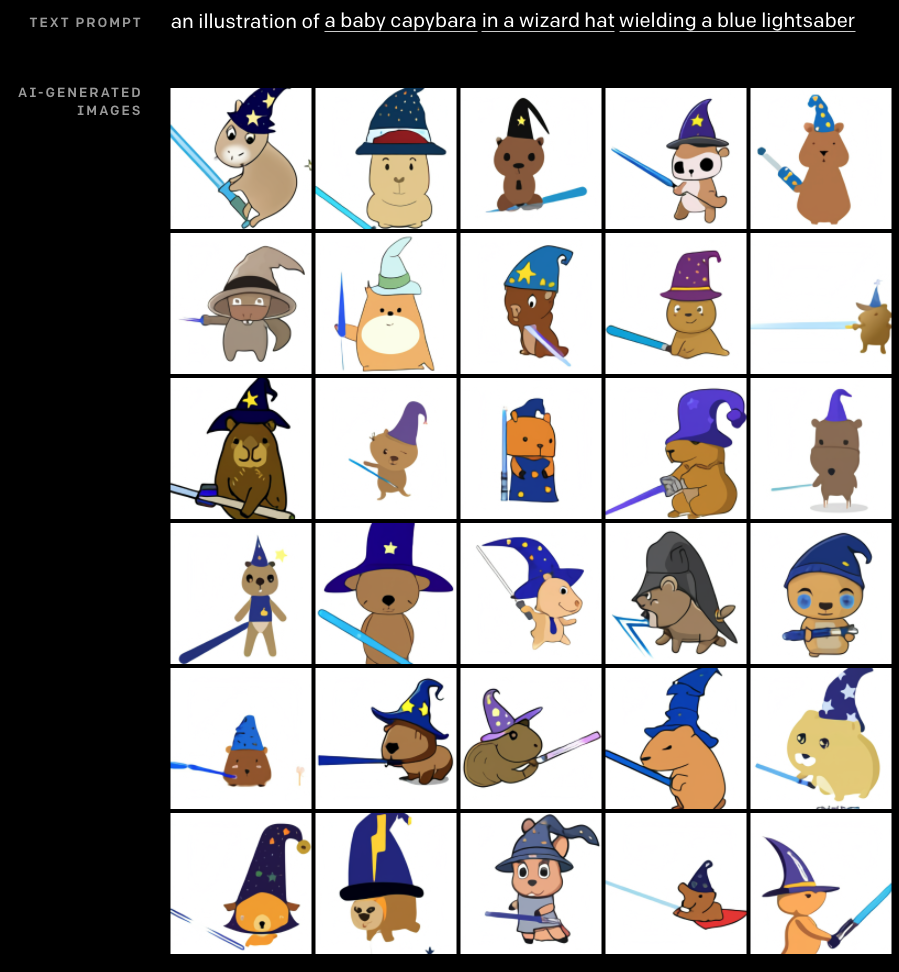 TEXT PROMPT
an illustration of a baby capybara in a wizard hat wielding a blue lightsaber
AI-GENERATED
IMAGES